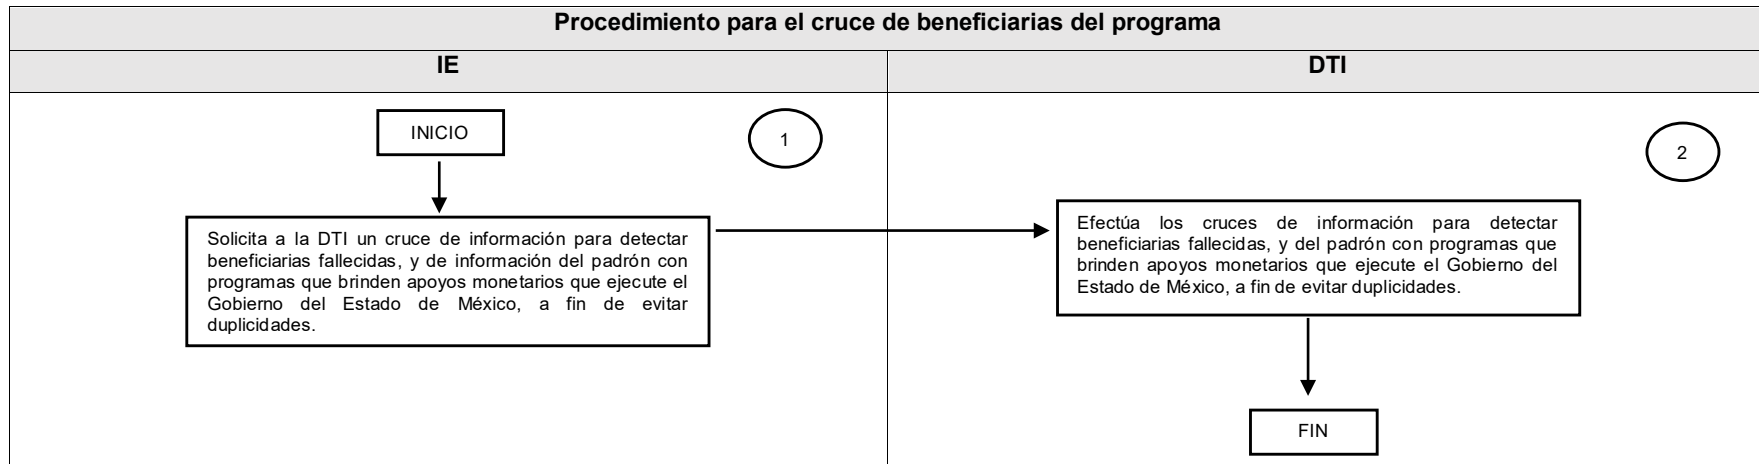 Procedimiento para el cruce de beneficiarias del programa
IE
DTI
INICIO
1
2
Solicita a la DTI un cruce de información para detectar
beneficiarias fallecidas, y de información del padrón con
programas que brinden apoyos monetarios que ejecute el
Gobierno del Estado de México, a fin de evitar
duplicidades.
Efectúa los cruces de información para detectar
beneficiarias fallecidas, y del padrón con programas que
brinden apoyos monetarios que ejecute el Gobierno del
Estado de México, a fin de evitar duplicidades.
FIN